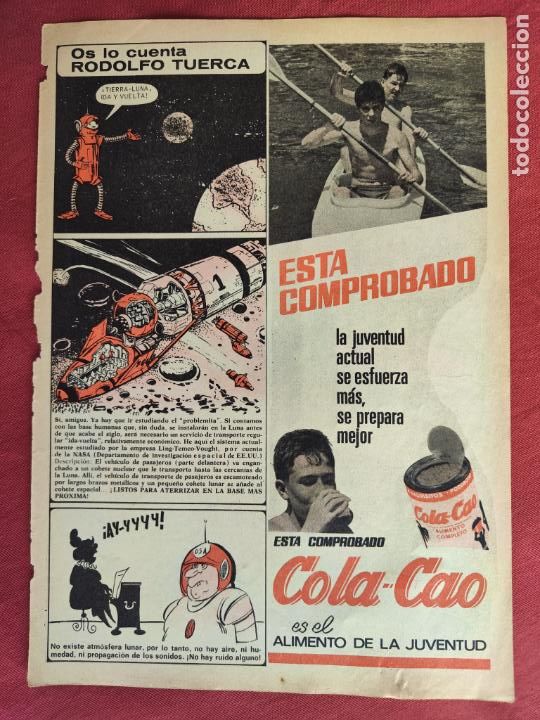 Os lo cuenta
RODOLFO TUERCA
¡TIERRA-LUNA,
IDA Y VUELTA!
1
Sí, amigos. Ya hay que ir estudiando el "problemita". Si contamos
con las bases humanas que, sin duda, se instalarán en la Luna antes
de que acabe el siglo, será necesario un servicio de transporte regu-
lar "ida-vuelta", relativamente económico. He aquí el sistema actual-
mente estudiado por la empresa Ling-Temco-Vought, por cuenta
de la NASA (Departamento de Investigación espacial de EE.UU.)
Descripción. El vehículo de pasajeros (parte delantera) va engan-
chado a un cohete nuclear que lo transporta hasta las cercanías de
la Luna. Allí, el vehículo de transporte de pasajeros es escamoteado
por largos brazos metálicos y un pequeño cohete lunar se añade al
cohete espacial... ¡LISTOS PARA ATERRIZAR EN LA BASE MAS
PROXIMA!
¡AY-YYYY!
USA
No existe atmósfera lunar, por lo tanto, no hay aire, ni hu-
medad, ni propagación de los sonidos. ¡No hay ruido alguno!
ESTA
COMPROBADO
la juventud
actual
se esfuerza
más,
se prepara
mejor
Cola-Cao
ALIMENTO
COMPLETO
ESTA COMPROBADO
Cola-Cao
es el
ALIMENTO DE LA JUVENTUD
todocoleccion